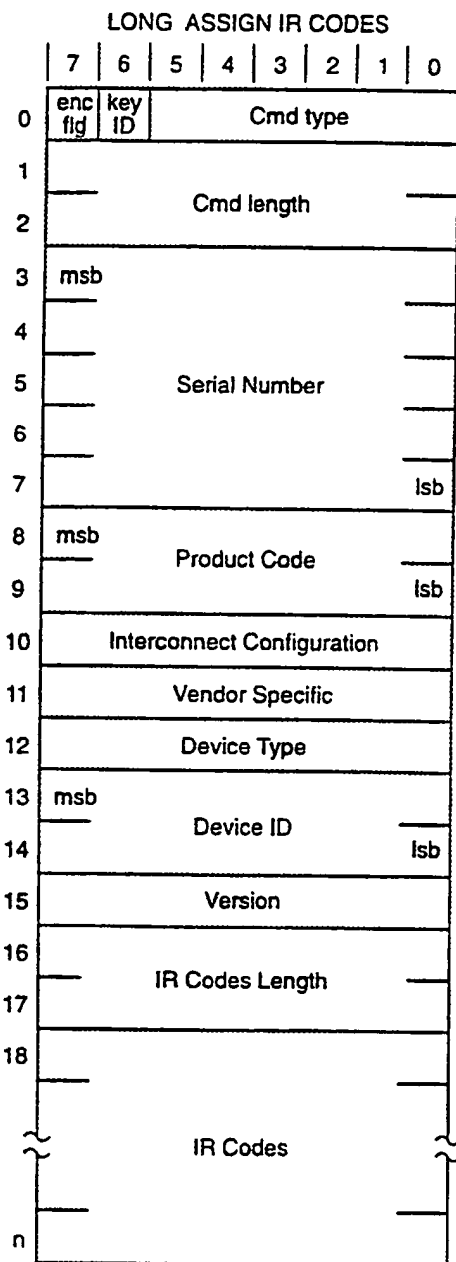 LONG ASSIGN IR CODES
7 6 5 4 3 2 1 0
0 enc flg key ID Cmd type
1
Cmd length
2
3 msb
4
5 Serial Number
6
7 lsb
8 msb
Product Code
9 lsb
10 Interconnect Configuration
11 Vendor Specific
12 Device Type
13 msb
Device ID
14 lsb
15 Version
16
IR Codes Length
17
18
IR Codes
n